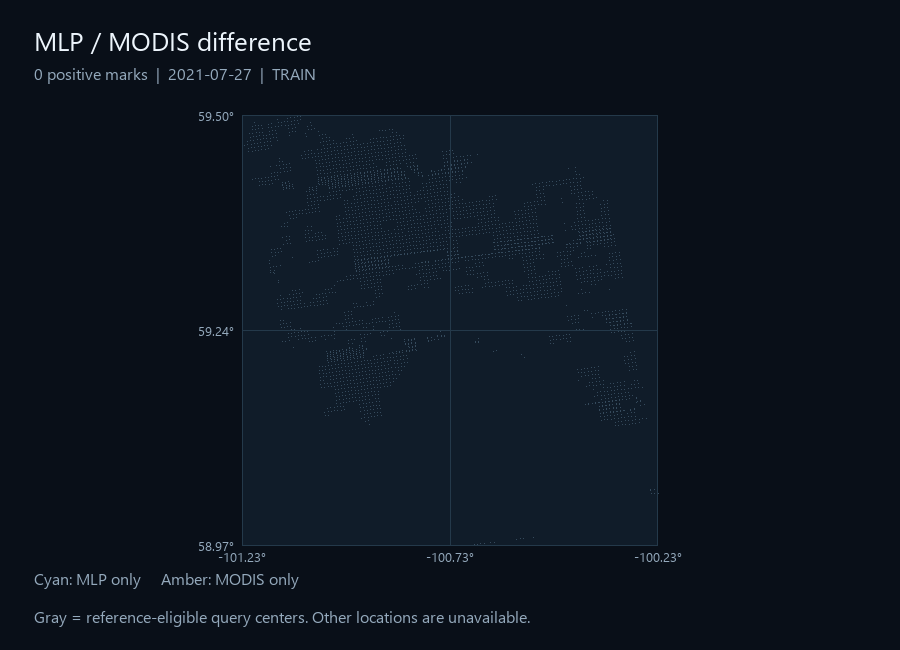 MLP / MODIS difference
0 positive marks | 2021-07-27 | TRAIN
59.50°
59.24°
58.97°
-101.23° -100.73° -100.23°
Cyan: MLP only Amber: MODIS only
Gray = reference-eligible query centers. Other locations are unavailable.